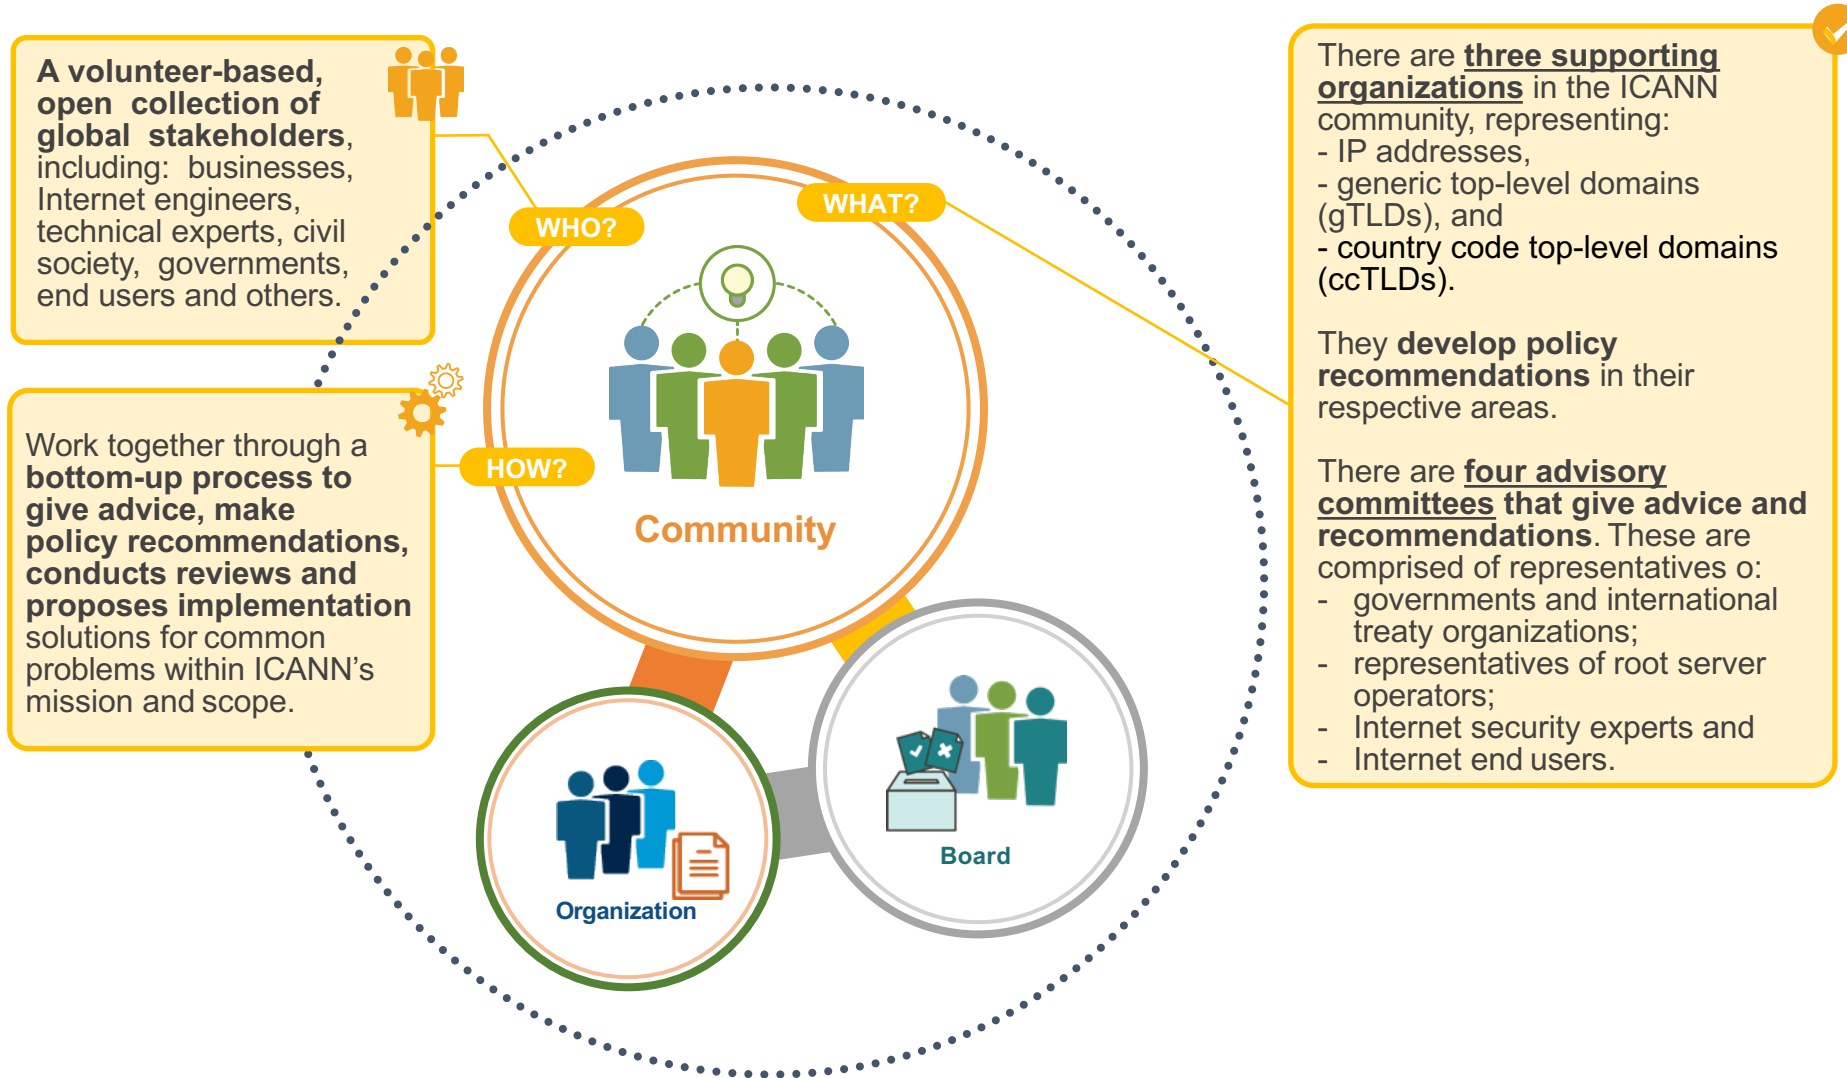 A volunteer-based,
open collection of
global stakeholders,
including: businesses,
Internet engineers,
technical experts, civil
society, governments,
end users and others.
Work together through a
bottom-up process to
give advice, make
policy recommendations,
conducts reviews and
proposes implementation
solutions for common
problems within ICANN’s
mission and scope.
WHO?
WHAT?
HOW?
Community
Organization
Board
There are three supporting
organizations in the ICANN
community, representing:
- IP addresses,
- generic top-level domains
(gTLDs), and
- country code top-level domains
(ccTLDs).
They develop policy
recommendations in their
respective areas.
There are four advisory
committees that give advice and
recommendations. These are
comprised of representatives o:
- governments and international
treaty organizations;
- representatives of root server
operators;
- Internet security experts and
- Internet end users.